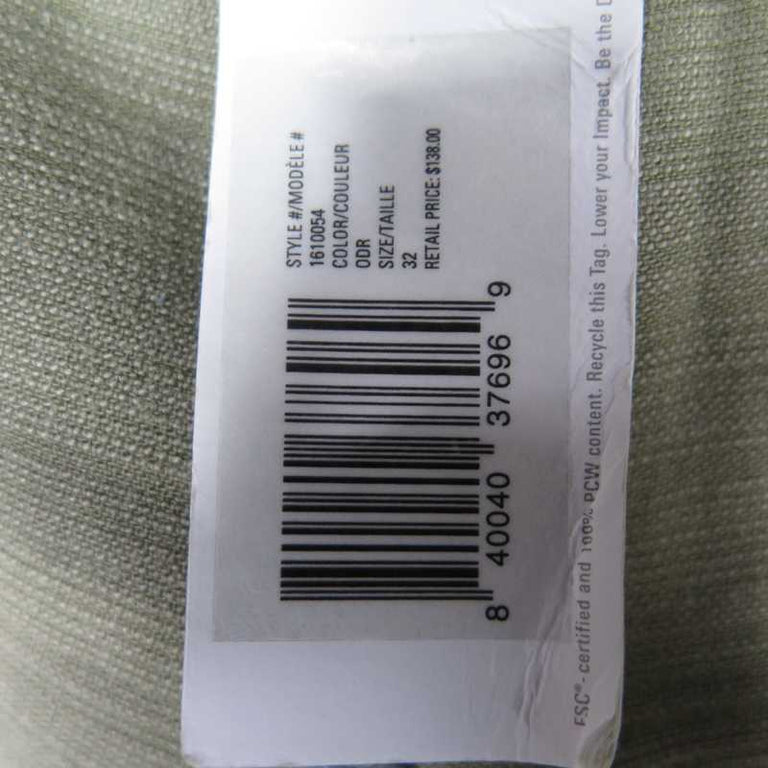 STYLE #/MODÈLE #
1610054
COLOR/COULEUR
ODR
SIZE/TAILLE
32
RETAIL PRICE: $138.00
8 40040 37696 9
FSC®- certified and 100% PCW content. Recycle this Tag. Lower your Impact. Be the